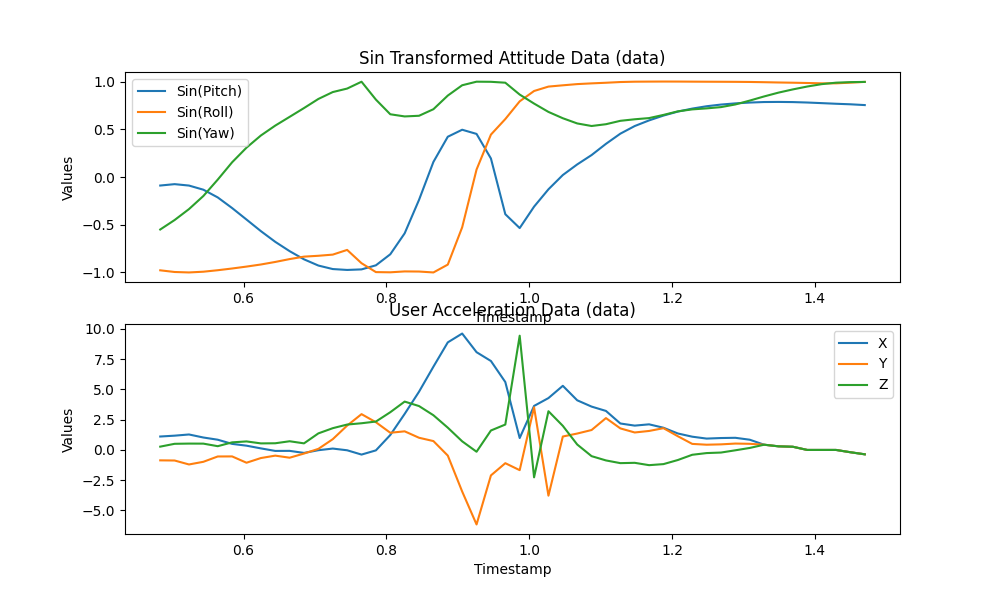 Sin Transformed Attitude Data (data)
1.0
0.5
0.0
−0.5
−1.0
Values
Sin(Pitch)
Sin(Roll)
Sin(Yaw)
0.6 0.8 1.0 1.2 1.4
Timestamp
User Acceleration Data (data)
10.0
7.5
5.0
2.5
0.0
−2.5
−5.0
Values
X
Y
Z
0.6 0.8 1.0 1.2 1.4
Timestamp